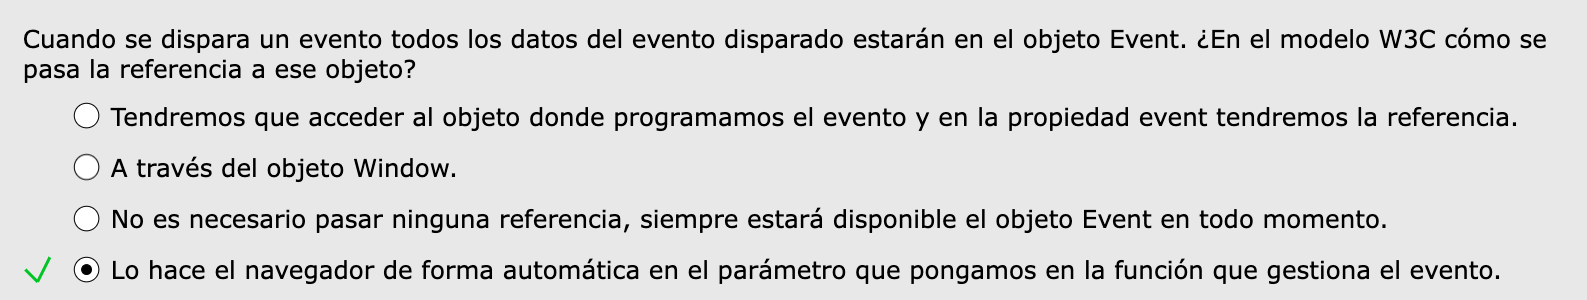 Cuando se dispara un evento todos los datos del evento disparado estarán en el objeto Event. ¿En el modelo W3C cómo se
pasa la referencia a ese objeto?
Tendremos que acceder al objeto donde programamos el evento y en la propiedad event tendremos la referencia.
A través del objeto Window.
No es necesario pasar ninguna referencia, siempre estará disponible el objeto Event en todo momento.
Lo hace el navegador de forma automática en el parámetro que pongamos en la función que gestiona el evento.